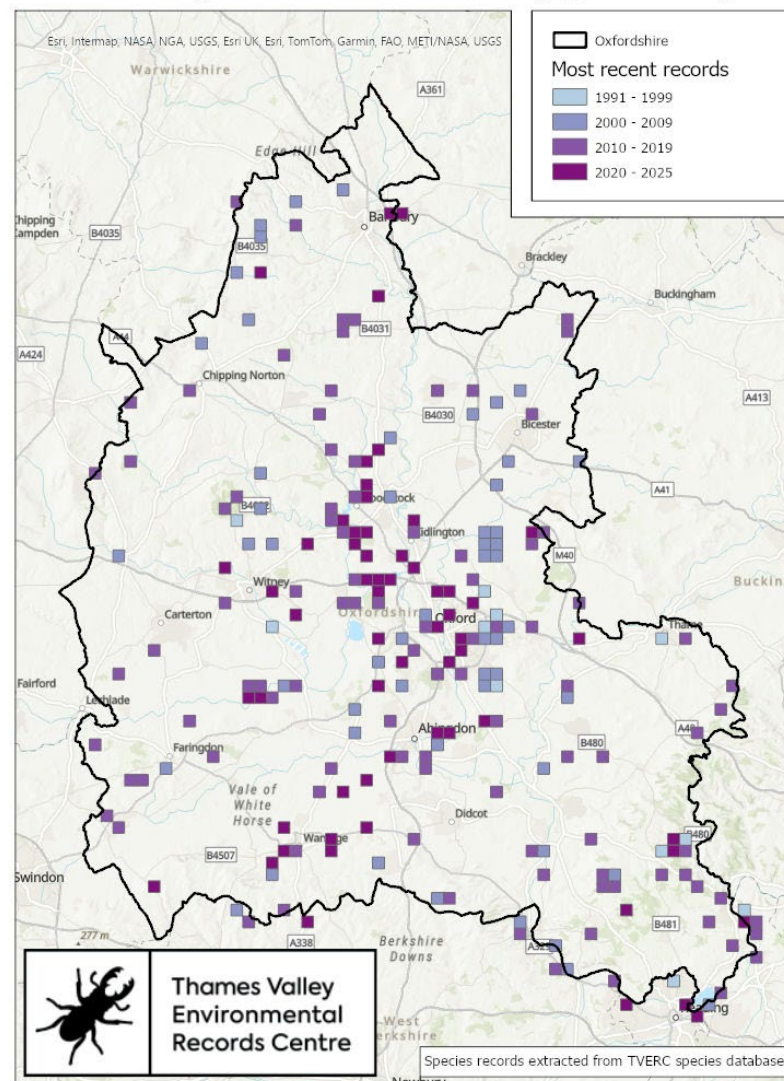 Esri, Intermap, NASA, NGA, USGS, Esri UK, Esri, TomTom, Garmin, FAO, METI/NASA, USGS
Oxfordshire
Most recent records
1991 - 1999
2000 - 2009
2010 - 2019
2020 - 2025
Warwickshire
A361
Edge Hill
Chipping
Campden
B4035
B4035
Brackley
Buckingham
A44
B4031
A424
Chipping Norton
A413
B4030
Bicester
A41
M40
Witney
Oxfordshire
Carterton
Thame
Fairford
Lechlade
Abingdon
A40
B480
Faringdon
Vale of
White
Horse
Didcot
B480
Wantage
B4507
Swindon
B481
277 m
A338
Berkshire
Downs
A329
Thames Valley
Environmental
Records Centre
Species records extracted from TVERC species database